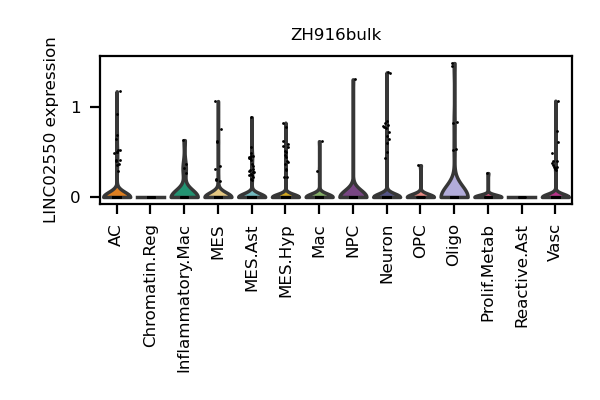 ZH916bulk
LINC02550 expression
1
0
AC
Chromatin.Reg
Inflammatory.Mac
MES
MES.Ast
MES.Hyp
Mac
NPC
Neuron
OPC
Oligo
Prolif.Metab
Reactive.Ast
Vasc